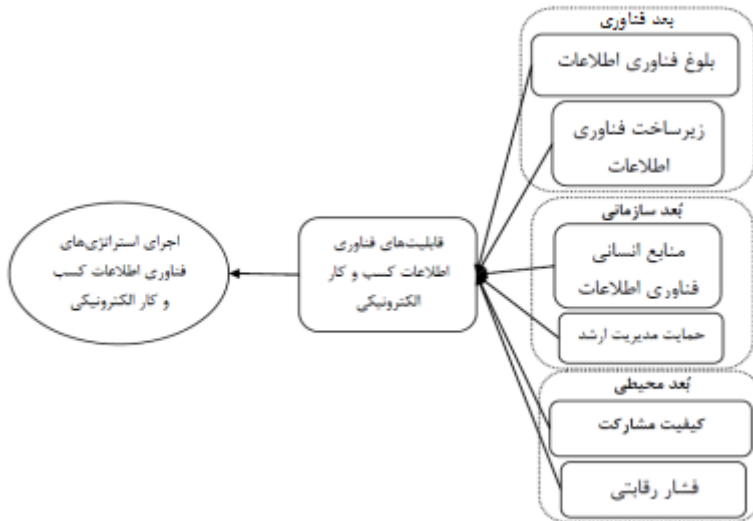 بعد فناوری
بلوغ فناوری اطلاعات
زیرساخت فناوری
اطلاعات
بُعد سازمانی
منابع انسانی
فناوری اطلاعات
حمایت مدیریت ارشد
بُعد محیطی
کیفیت مشارکت
فشار رقابتی
قابلیت‌های فناوری
اطلاعات کسب و کار
الکترونیکی
اجرای استراتژی‌های
فناوری اطلاعات کسب
و کار الکترونیکی